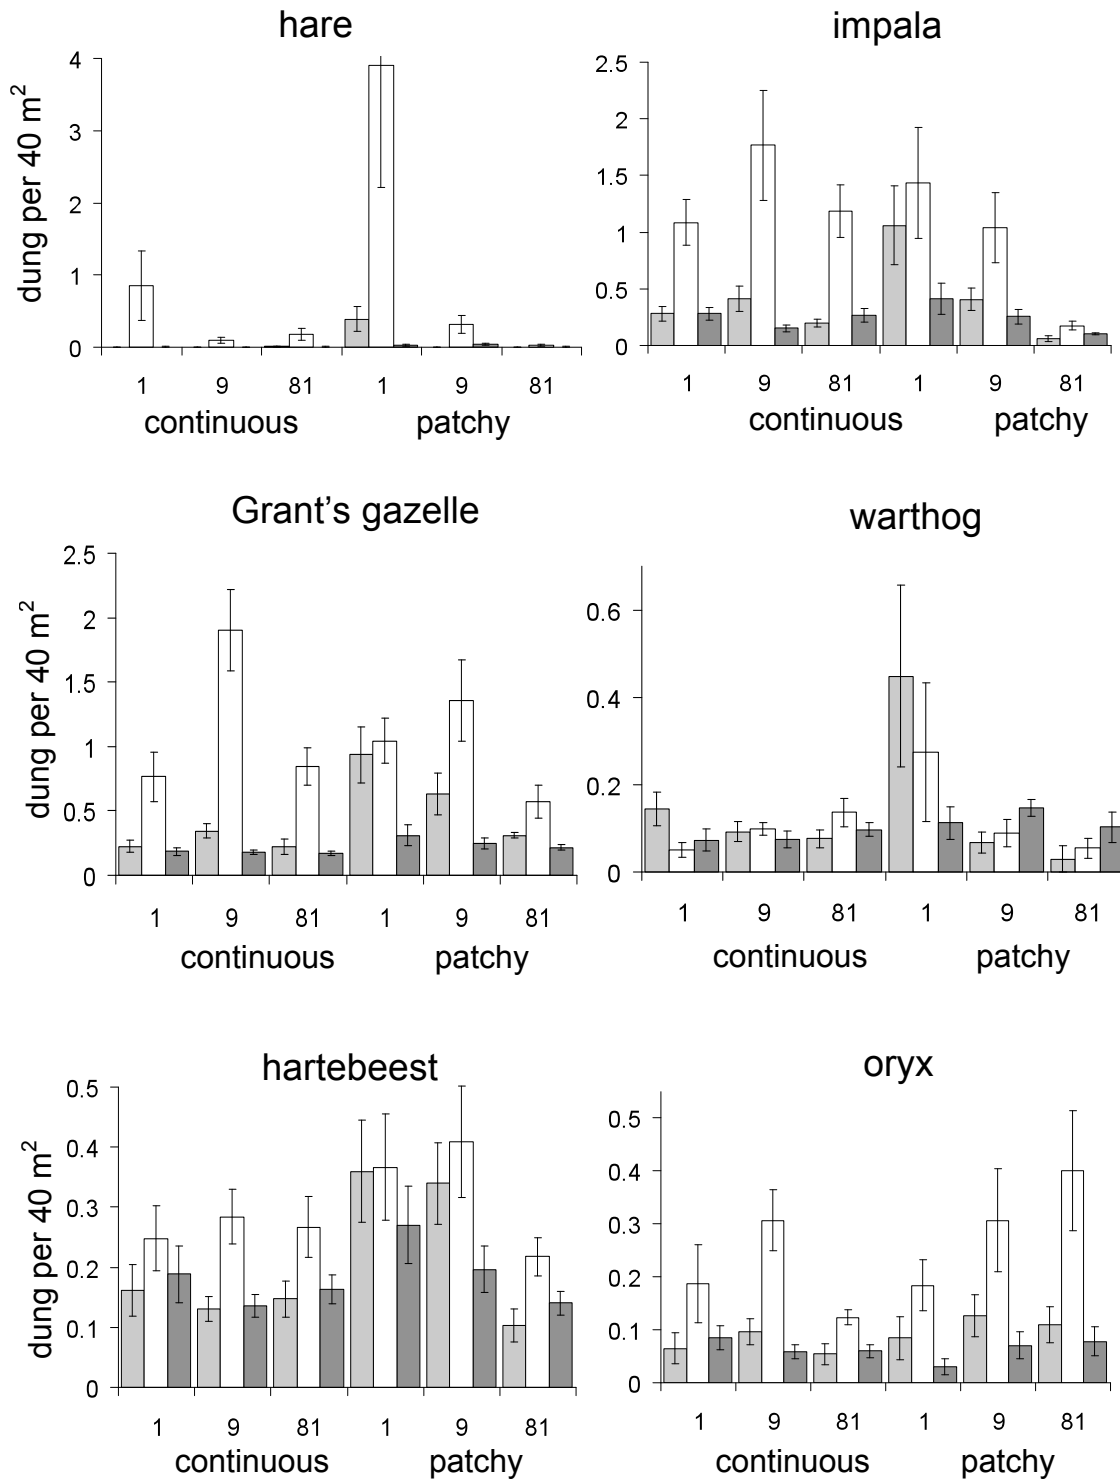 hare
dung per 40 m²
4
3
2
1
0
1 9 81 1 9 81
continuous patchy
impala
2.5
2
1.5
1
0.5
0
1 9 81 1 9 81
continuous patchy
Grant's gazelle
dung per 40 m²
2.5
2
1.5
1
0.5
0
1 9 81 1 9 81
continuous patchy
warthog
0.6
0.4
0.2
0
1 9 81 1 9 81
continuous patchy
hartebeest
dung per 40 m²
0.5
0.4
0.3
0.2
0.1
0
1 9 81 1 9 81
continuous patchy
oryx
0.5
0.4
0.3
0.2
0.1
0
1 9 81 1 9 81
continuous patchy